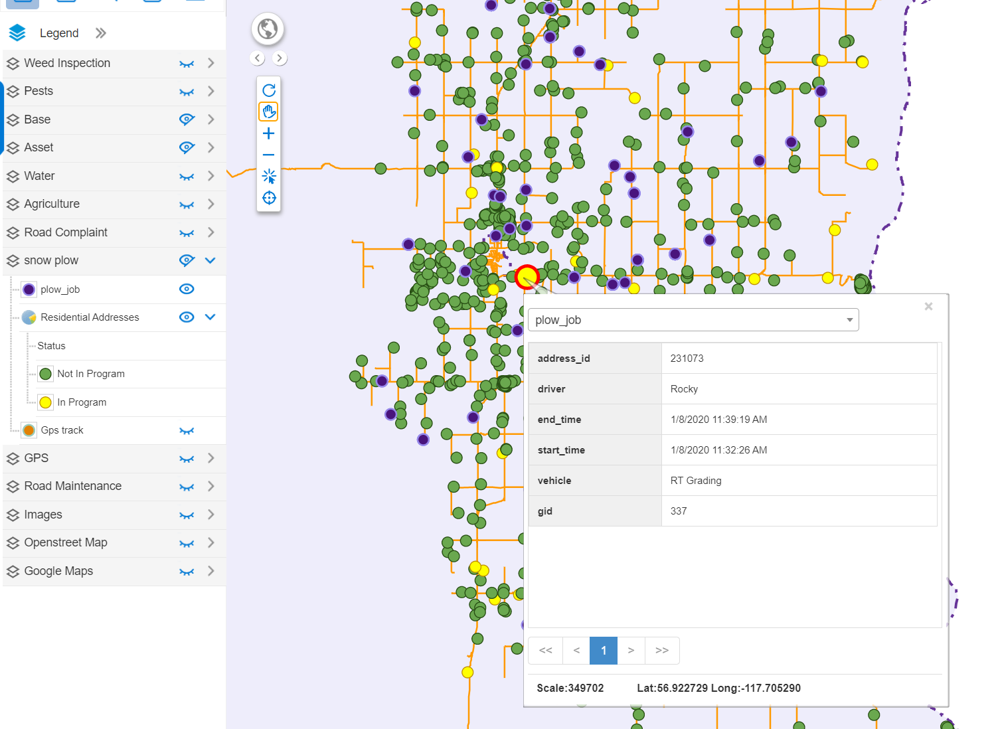 Legend
Weed Inspection
Pests
Base
Asset
Water
Agriculture
Road Complaint
snow plow
plow_job
Residential Addresses
Status
Not In Program
In Program
Gps track
GPS
Road Maintenance
Images
Openstreet Map
Google Maps
plow_job
×
address_id 231073
driver Rocky
end_time 1/8/2020 11:39:19 AM
start_time 1/8/2020 11:32:26 AM
vehicle RT Grading
gid 337
<< < 1 > >>
Scale:349702 Lat:56.922729 Long:-117.705290